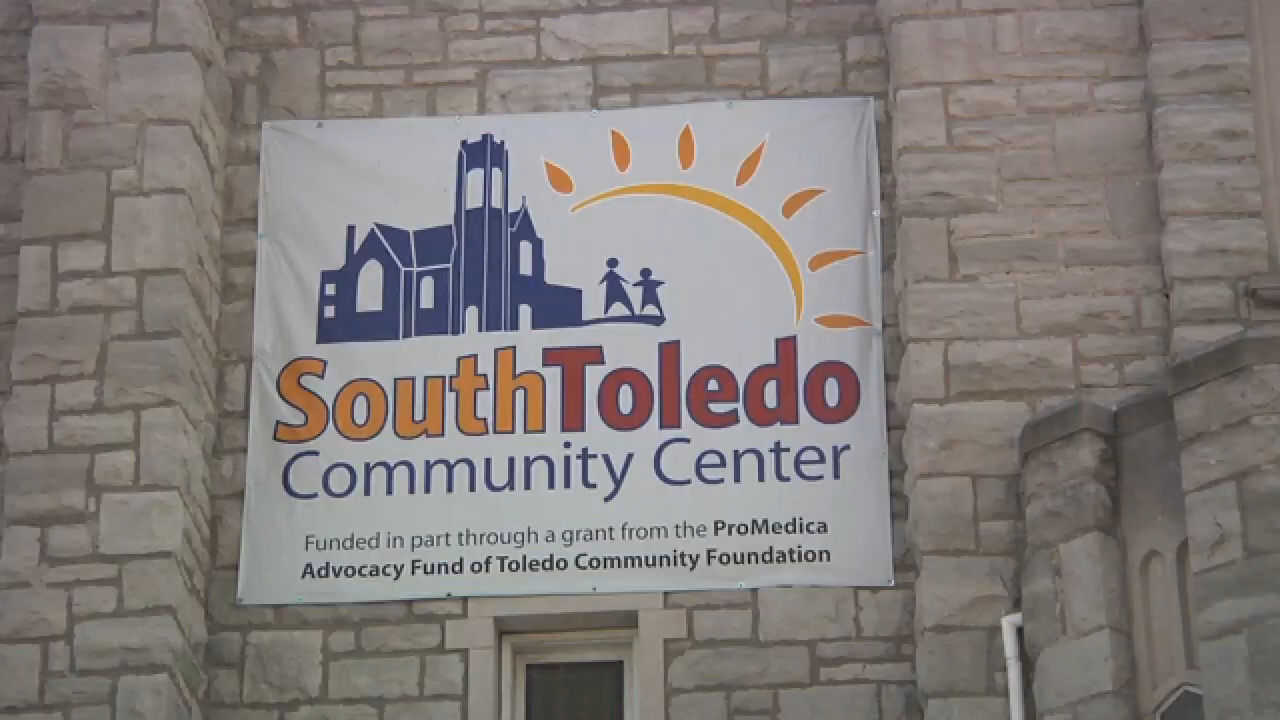 SouthToledo
Community Center
Funded in part through a grant from the ProMedica
Advocacy Fund of Toledo Community Foundation